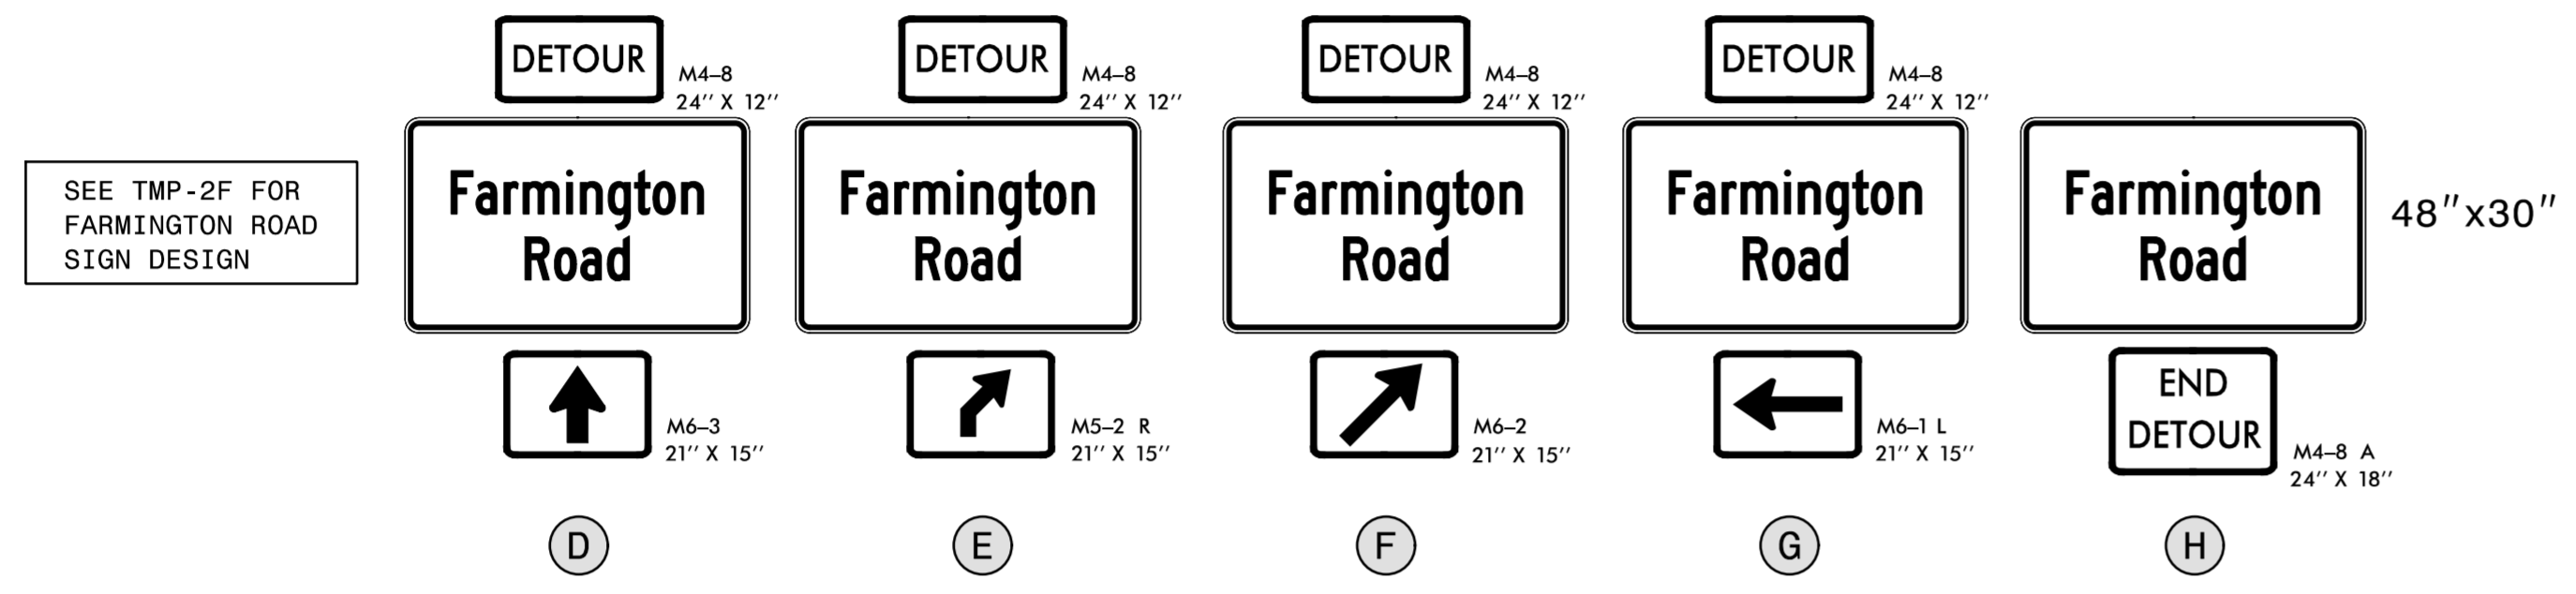 SEE TMP-2F FOR
FARMINGTON ROAD
SIGN DESIGN
DETOUR
M4-8
24" X 12"
Farmington
Road
M6-3
21" X 15"
D
DETOUR
M4-8
24" X 12"
Farmington
Road
M5-2 R
21" X 15"
E
DETOUR
M4-8
24" X 12"
Farmington
Road
M6-2
21" X 15"
F
DETOUR
M4-8
24" X 12"
Farmington
Road
M6-1 L
21" X 15"
G
Farmington
Road
48"x30"
END
DETOUR
M4-8 A
24" X 18"
H